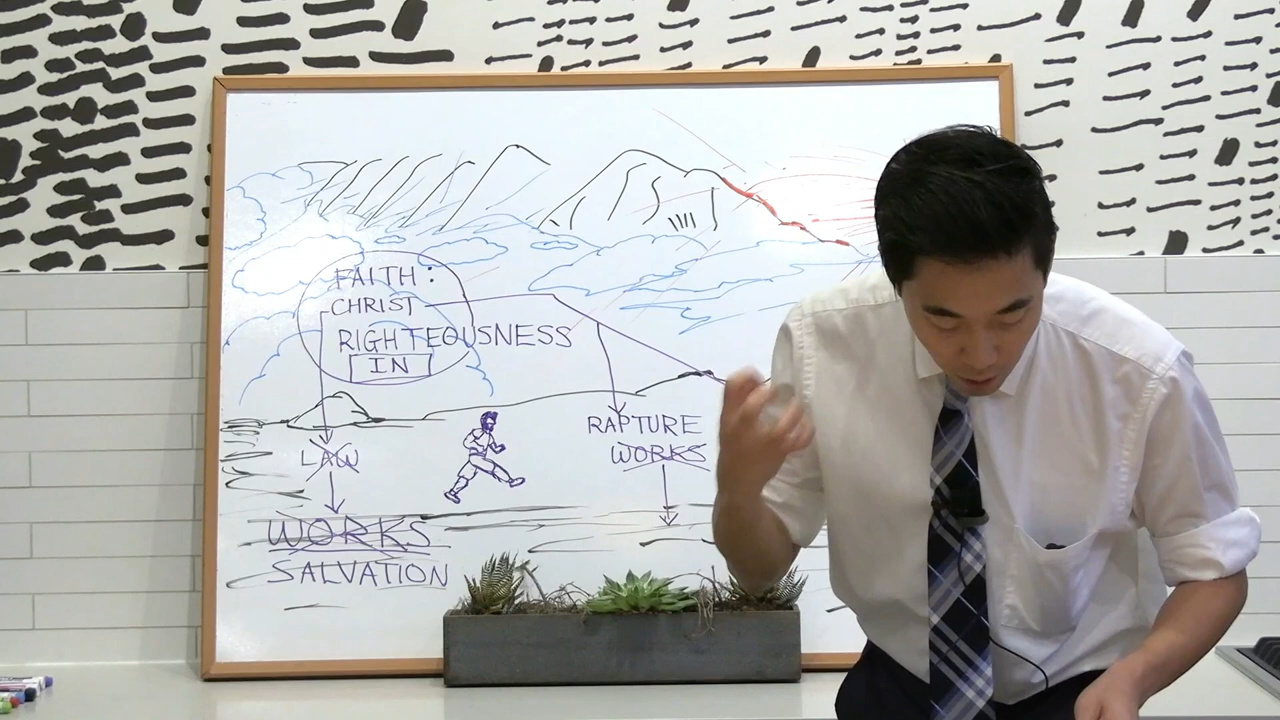 FAITH:
CHRIST
RIGHTEOUSNESS
IN
LAW
WORKS
SALVATION
RAPTURE
WORKS